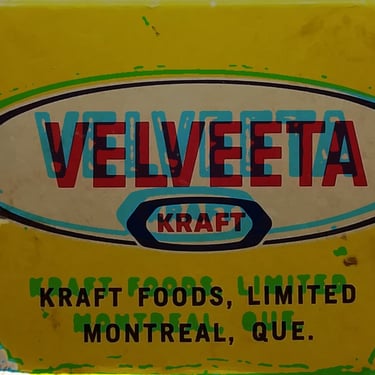 VELVEETA
KRAFT
KRAFT FOODS, LIMITED
MONTREAL, QUE.